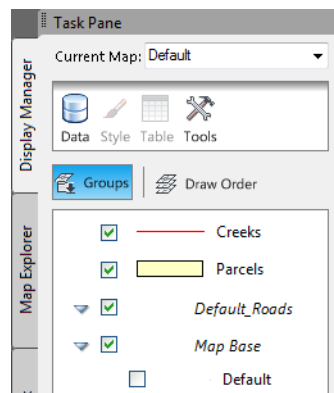 Task Pane
Current Map: Default
Display Manager
Data Style Table Tools
Groups Draw Order
Map Explorer
Creeks
Parcels
Default_Roads
Map Base
Default